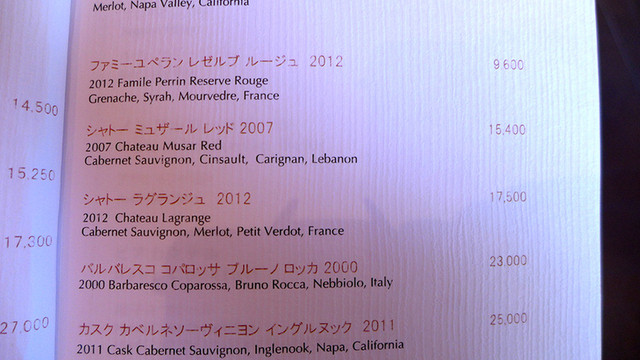 Merlot, Napa Valley, California
ファミーユペラン レゼルブ ルージュ 2012 9,600
2012 Famile Perrin Reserve Rouge
Grenache, Syrah, Mourvedre, France
14,500
シャトー ミュザール レッド 2007 15,400
2007 Chateau Musar Red
Cabernet Sauvignon, Cinsault, Carignan, Lebanon
15,250
シャトー ラグランジュ 2012 17,500
2012 Chateau Lagrange
Cabernet Sauvignon, Merlot, Petit Verdot, France
17,300
バルバレスコ コパロッサ ブルーノ ロッカ 2000 23,000
2000 Barbaresco Coparossa, Bruno Rocca, Nebbiolo, Italy
27,000
カスク カベルネソーヴィニヨン イングルヌック 2011 25,000
2011 Cask Cabernet Sauvignon, Inglenook, Napa, California